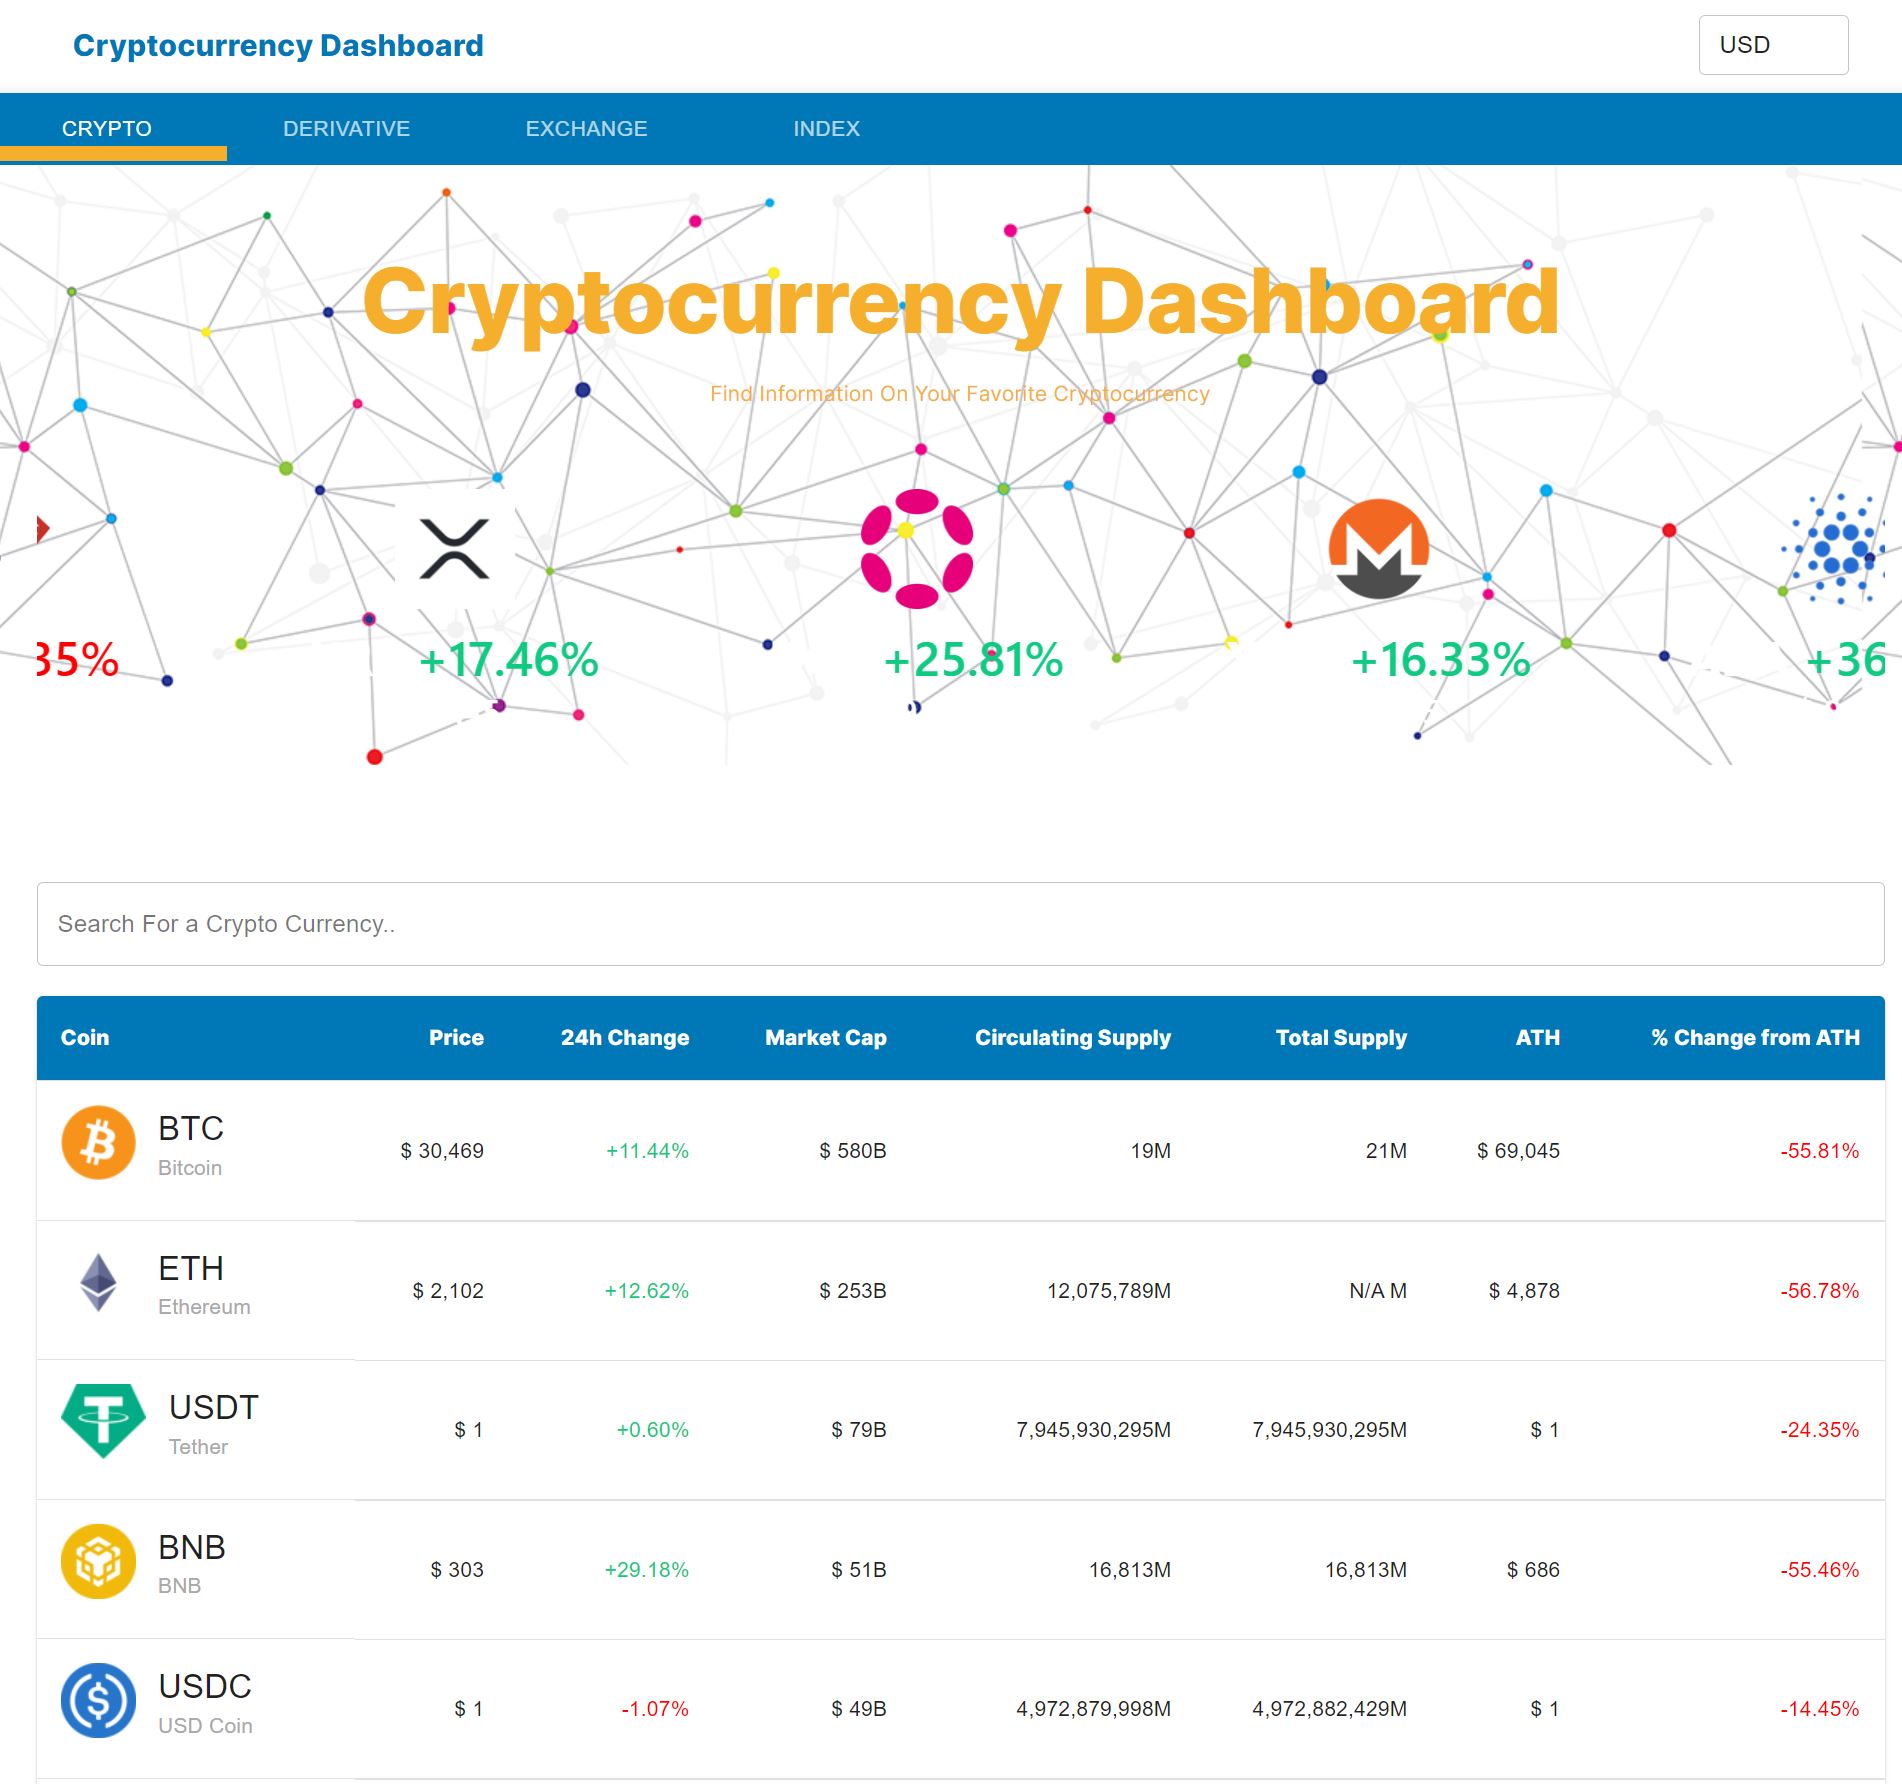 Cryptocurrency Dashboard
USD
CRYPTO DERIVATIVE EXCHANGE INDEX
Cryptocurrency Dashboard
Find Information On Your Favorite Cryptocurrency
35% +17.46% +25.81% +16.33% +36
Search For a Crypto Currency..
Coin Price 24h Change Market Cap Circulating Supply Total Supply ATH % Change from ATH
BTC
Bitcoin
$ 30,469 +11.44% $ 580B 19M 21M $ 69,045 -55.81%
ETH
Ethereum
$ 2,102 +12.62% $ 253B 12,075,789M N/A M $ 4,878 -56.78%
USDT
Tether
$ 1 +0.60% $ 79B 7,945,930,295M 7,945,930,295M $ 1 -24.35%
BNB
BNB
$ 303 +29.18% $ 51B 16,813M 16,813M $ 686 -55.46%
USDC
USD Coin
$ 1 -1.07% $ 49B 4,972,879,998M 4,972,882,429M $ 1 -14.45%